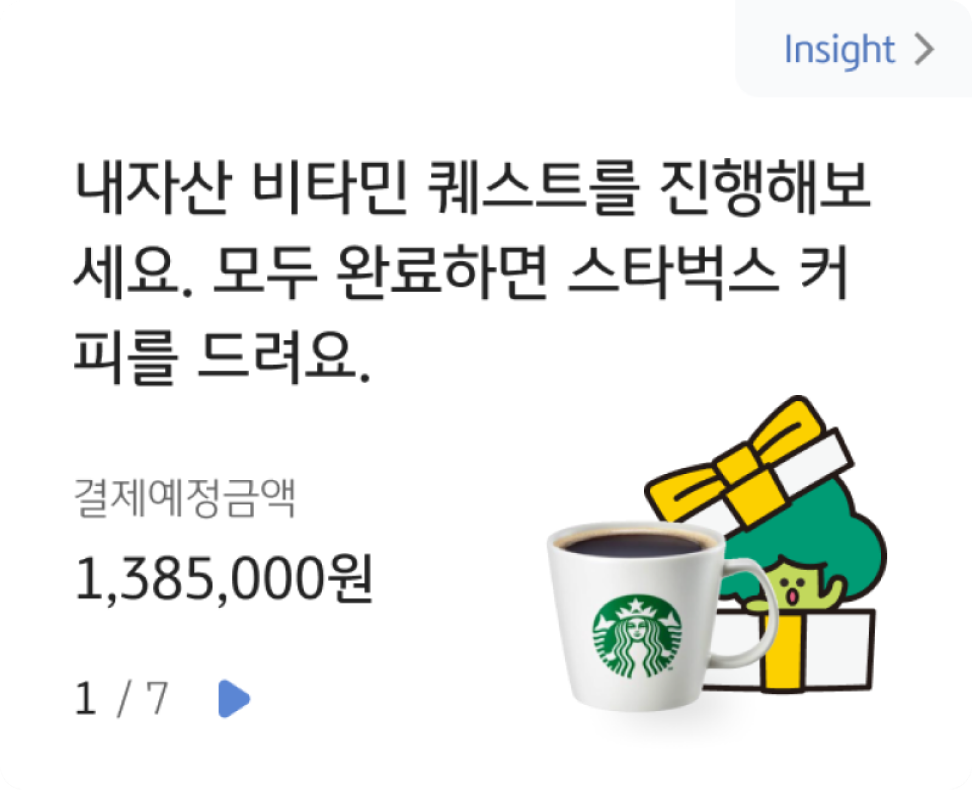 Insight
내자산 비타민 퀘스트를 진행해보
세요. 모두 완료하면 스타벅스 커
피를 드려요.
결제예정금액
1,385,000원
1 / 7